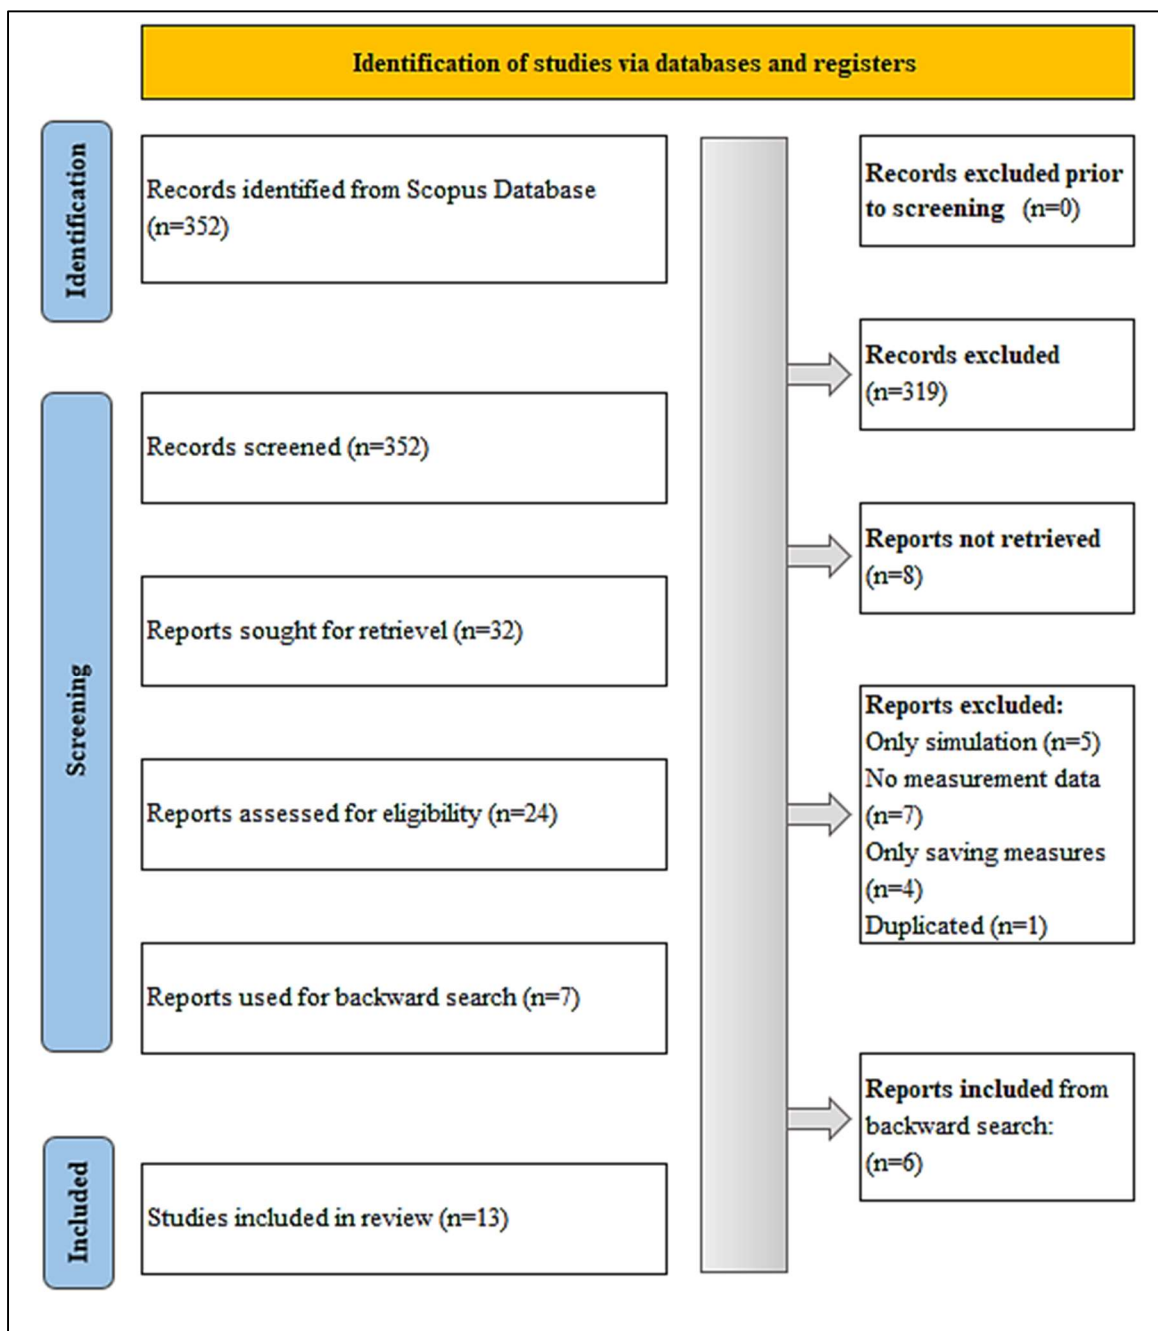 Identification of studies via databases and registers
Identification
Records identified from Scopus Database
(n=352)
Records excluded prior
to screening (n=0)
Records excluded
(n=319)
Screening
Records screened (n=352)
Reports not retrieved
(n=8)
Reports sought for retrievel (n=32)
Reports assessed for eligibility (n=24)
Reports excluded:
Only simulation (n=5)
No measurement data
(n=7)
Only saving measures
(n=4)
Duplicated (n=1)
Reports used for backward search (n=7)
Reports included from
backward search:
(n=6)
Included
Studies included in review (n=13)